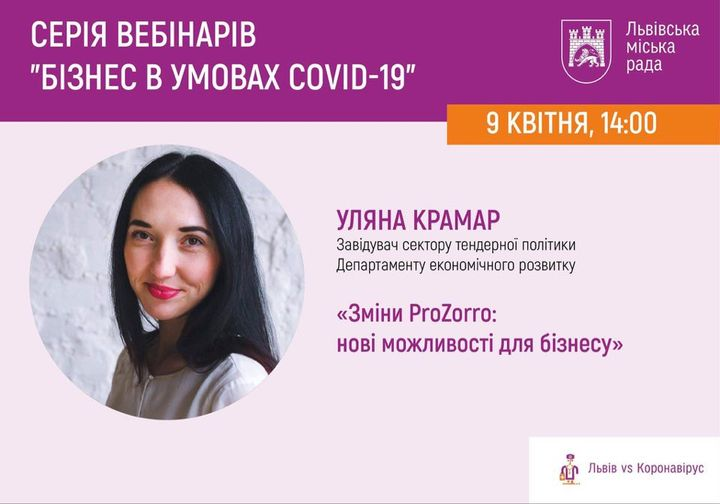 СЕРІЯ ВЕБІНАРІВ
"БІЗНЕС В УМОВАХ COVID-19"
Львівська
міська
рада
9 КВІТНЯ, 14:00
УЛЯНА КРАМАР
Завідувач сектору тендерної політики
Департаменту економічного розвитку
«Зміни ProZorro:
нові можливості для бізнесу»
Львів vs Коронавірус